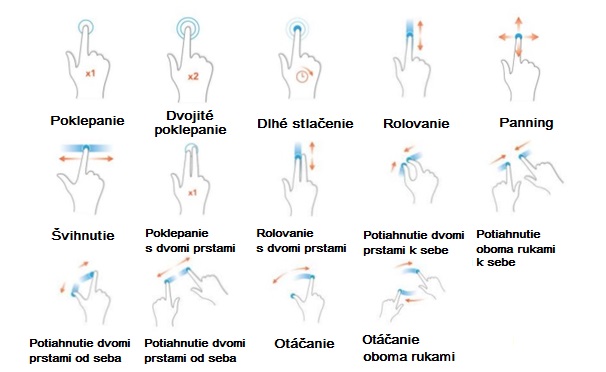 x1
x2
Poklepanie
Dvojité
poklepanie
Dlhé stlačenie
Rolovanie
Panning
x1
Švihnutie
Poklepanie
s dvomi prstami
Rolovanie
s dvomi prstami
Potiahnutie dvomi
prstami k sebe
Potiahnutie
oboma rukami
k sebe
Potiahnutie dvomi
prstami od seba
Potiahnutie dvomi
prstami od seba
Otáčanie
Otáčanie
oboma rukami